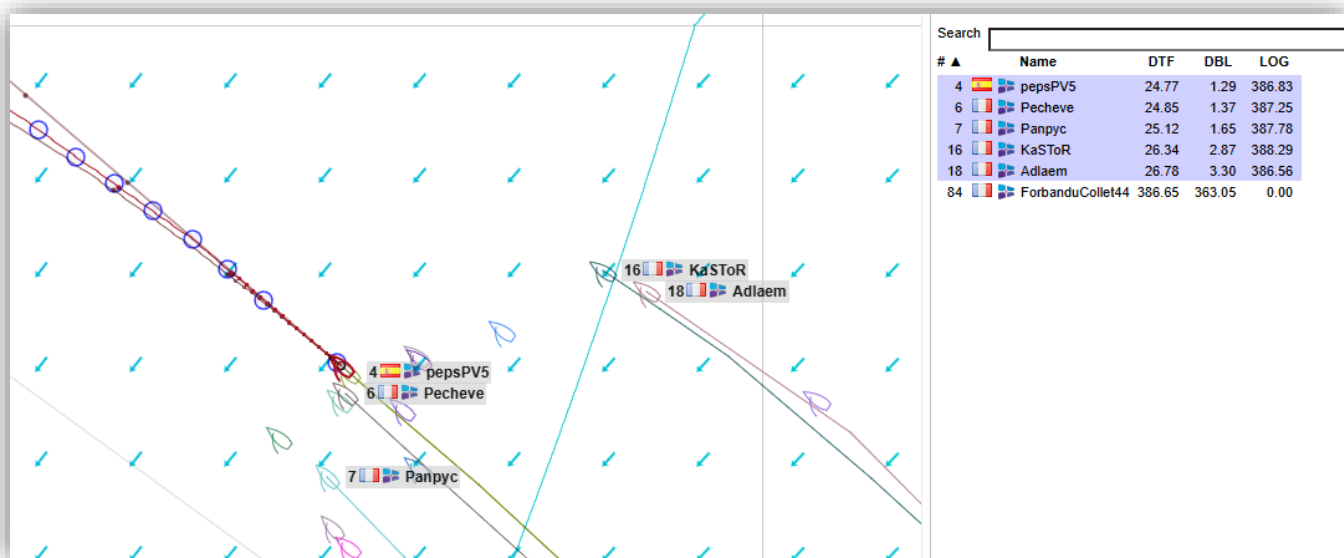 Search
# ▲ Name DTF DBL LOG
4 pepsPV5 24.77 1.29 386.83
6 Pecheve 24.85 1.37 387.25
7 Panpyc 25.12 1.65 387.78
16 KaSToR 26.34 2.87 388.29
18 Adlaem 26.78 3.30 386.56
84 ForbanduCollet44 386.65 363.05 0.00
16 KaSToR
18 Adlaem
4 pepsPV5
6 Pecheve
7 Panpyc